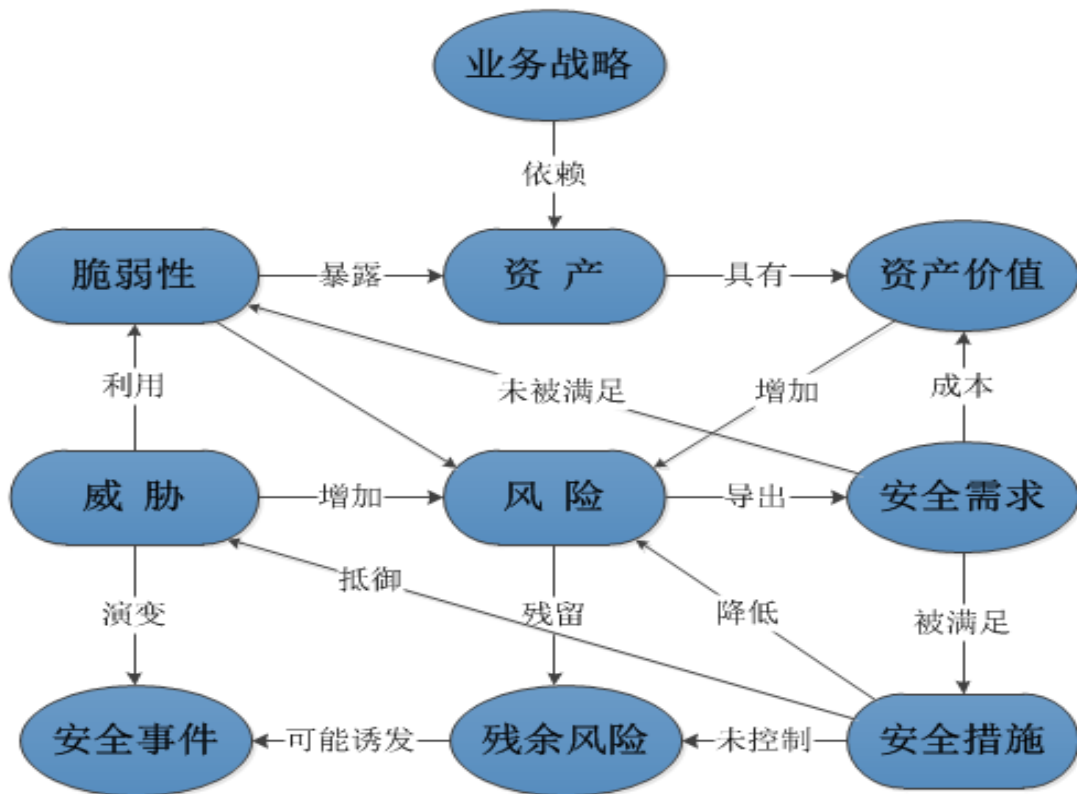 业务战略
依赖
脆弱性
暴露
资 产
具有
资产价值
利用
未被满足
增加
成本
威 胁
增加
风 险
导出
安全需求
演变
抵御
残留
降低
被满足
安全事件
可能诱发
残余风险
未控制
安全措施